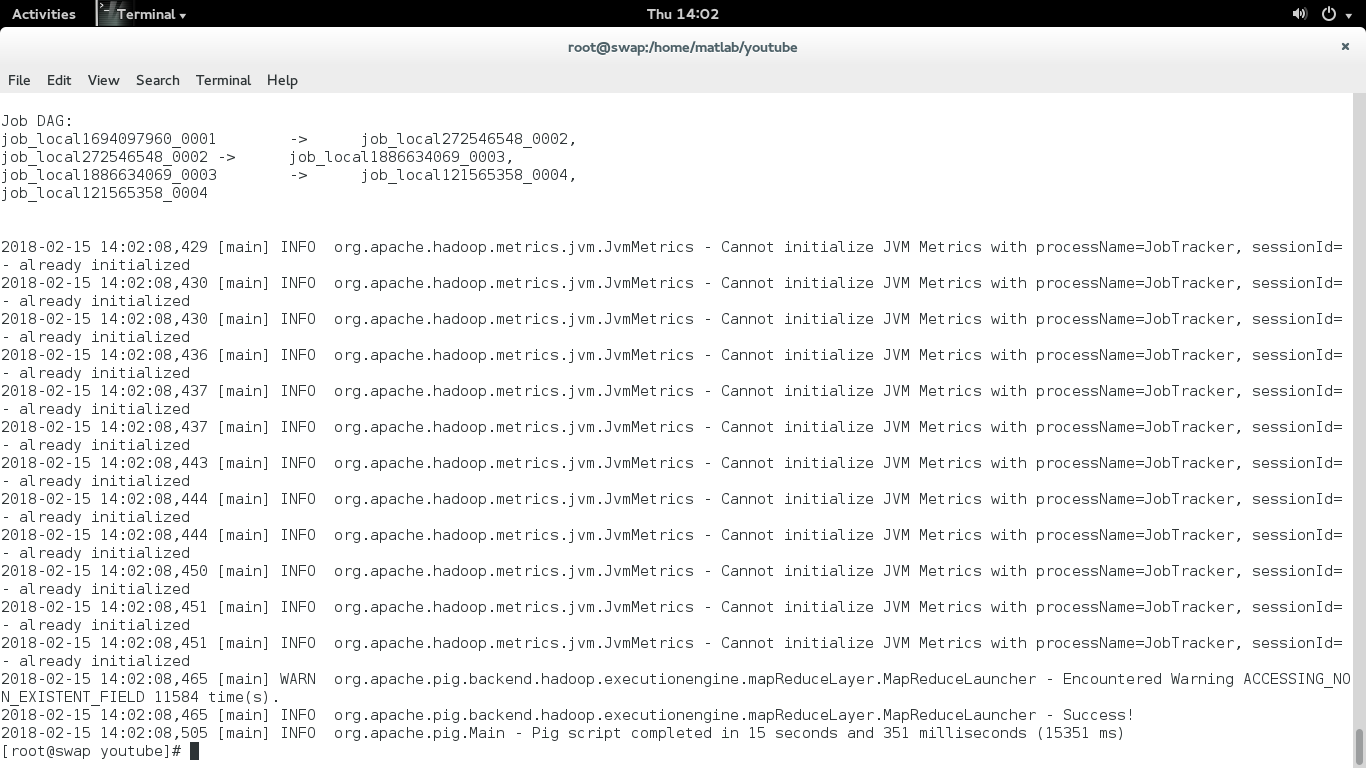 Activities Terminal Thu 14:02
root@swap:/home/matlab/youtube ×
File Edit View Search Terminal Help
Job DAG:
job_local1694097960_0001 -> job_local272546548_0002,
job_local272546548_0002 -> job_local1886634069_0003,
job_local1886634069_0003 -> job_local121565358_0004,
job_local121565358_0004
2018-02-15 14:02:08,429 [main] INFO org.apache.hadoop.metrics.jvm.JvmMetrics - Cannot initialize JVM Metrics with processName=JobTracker, sessionId=
- already initialized
2018-02-15 14:02:08,430 [main] INFO org.apache.hadoop.metrics.jvm.JvmMetrics - Cannot initialize JVM Metrics with processName=JobTracker, sessionId=
- already initialized
2018-02-15 14:02:08,430 [main] INFO org.apache.hadoop.metrics.jvm.JvmMetrics - Cannot initialize JVM Metrics with processName=JobTracker, sessionId=
- already initialized
2018-02-15 14:02:08,436 [main] INFO org.apache.hadoop.metrics.jvm.JvmMetrics - Cannot initialize JVM Metrics with processName=JobTracker, sessionId=
- already initialized
2018-02-15 14:02:08,437 [main] INFO org.apache.hadoop.metrics.jvm.JvmMetrics - Cannot initialize JVM Metrics with processName=JobTracker, sessionId=
- already initialized
2018-02-15 14:02:08,437 [main] INFO org.apache.hadoop.metrics.jvm.JvmMetrics - Cannot initialize JVM Metrics with processName=JobTracker, sessionId=
- already initialized
2018-02-15 14:02:08,443 [main] INFO org.apache.hadoop.metrics.jvm.JvmMetrics - Cannot initialize JVM Metrics with processName=JobTracker, sessionId=
- already initialized
2018-02-15 14:02:08,444 [main] INFO org.apache.hadoop.metrics.jvm.JvmMetrics - Cannot initialize JVM Metrics with processName=JobTracker, sessionId=
- already initialized
2018-02-15 14:02:08,444 [main] INFO org.apache.hadoop.metrics.jvm.JvmMetrics - Cannot initialize JVM Metrics with processName=JobTracker, sessionId=
- already initialized
2018-02-15 14:02:08,450 [main] INFO org.apache.hadoop.metrics.jvm.JvmMetrics - Cannot initialize JVM Metrics with processName=JobTracker, sessionId=
- already initialized
2018-02-15 14:02:08,451 [main] INFO org.apache.hadoop.metrics.jvm.JvmMetrics - Cannot initialize JVM Metrics with processName=JobTracker, sessionId=
- already initialized
2018-02-15 14:02:08,451 [main] INFO org.apache.hadoop.metrics.jvm.JvmMetrics - Cannot initialize JVM Metrics with processName=JobTracker, sessionId=
- already initialized
2018-02-15 14:02:08,465 [main] WARN org.apache.pig.backend.hadoop.executionengine.mapReduceLayer.MapReduceLauncher - Encountered Warning ACCESSING_NO
N_EXISTENT_FIELD 11584 time(s).
2018-02-15 14:02:08,465 [main] INFO org.apache.pig.backend.hadoop.executionengine.mapReduceLayer.MapReduceLauncher - Success!
2018-02-15 14:02:08,505 [main] INFO org.apache.pig.Main - Pig script completed in 15 seconds and 351 milliseconds (15351 ms)
[root@swap youtube]#